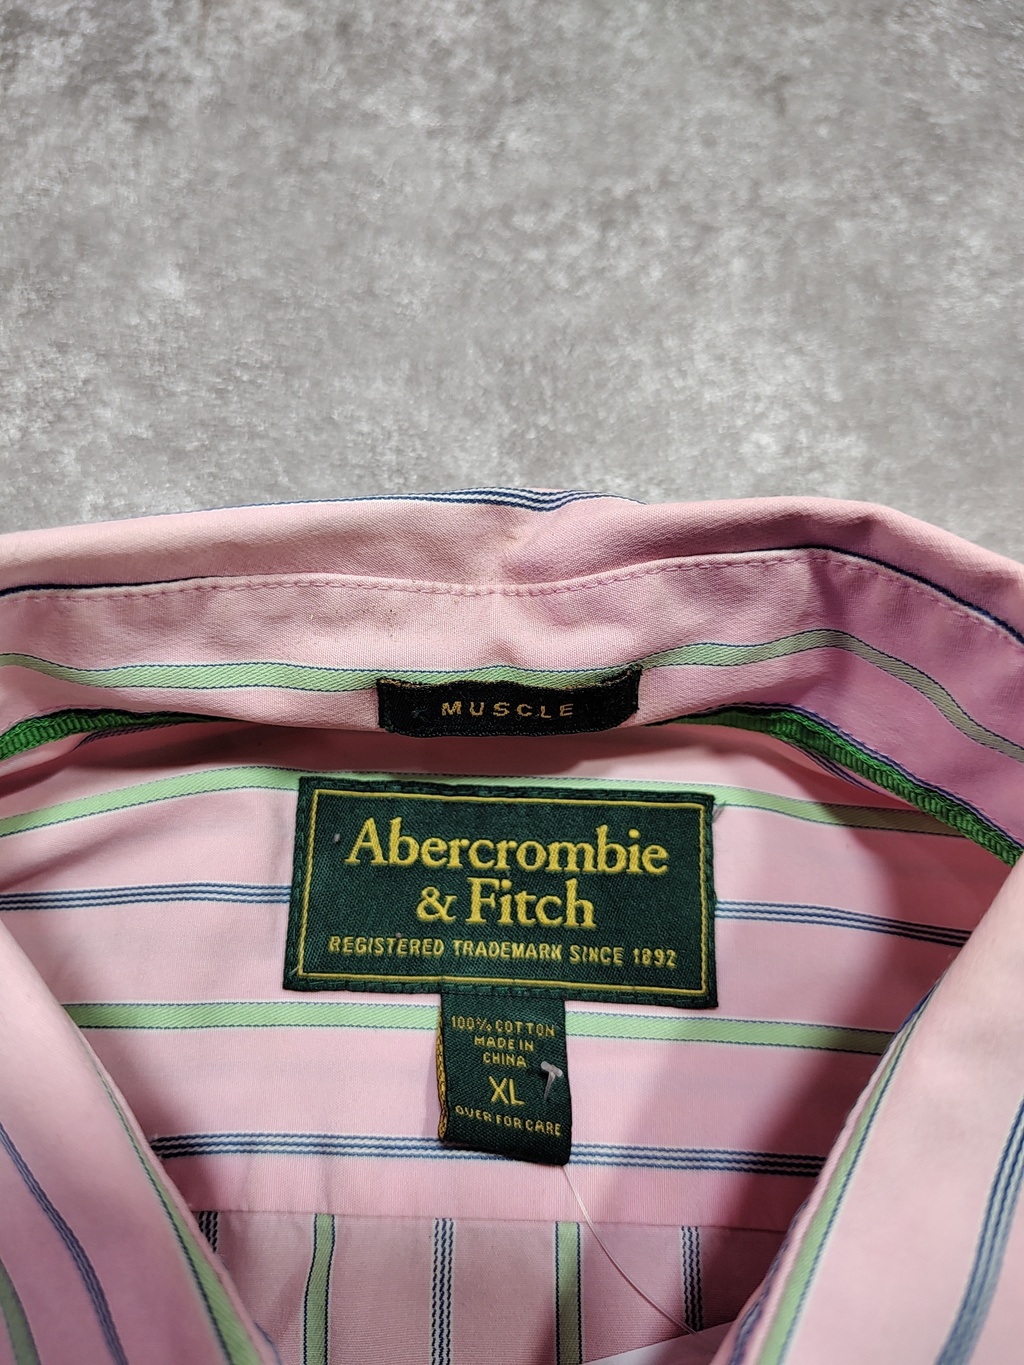 MUSCLE
Abercrombie
& Fitch
REGISTERED TRADEMARK SINCE 1892
100% COTTON
MADE IN
CHINA
XL
OVER FOR CARE